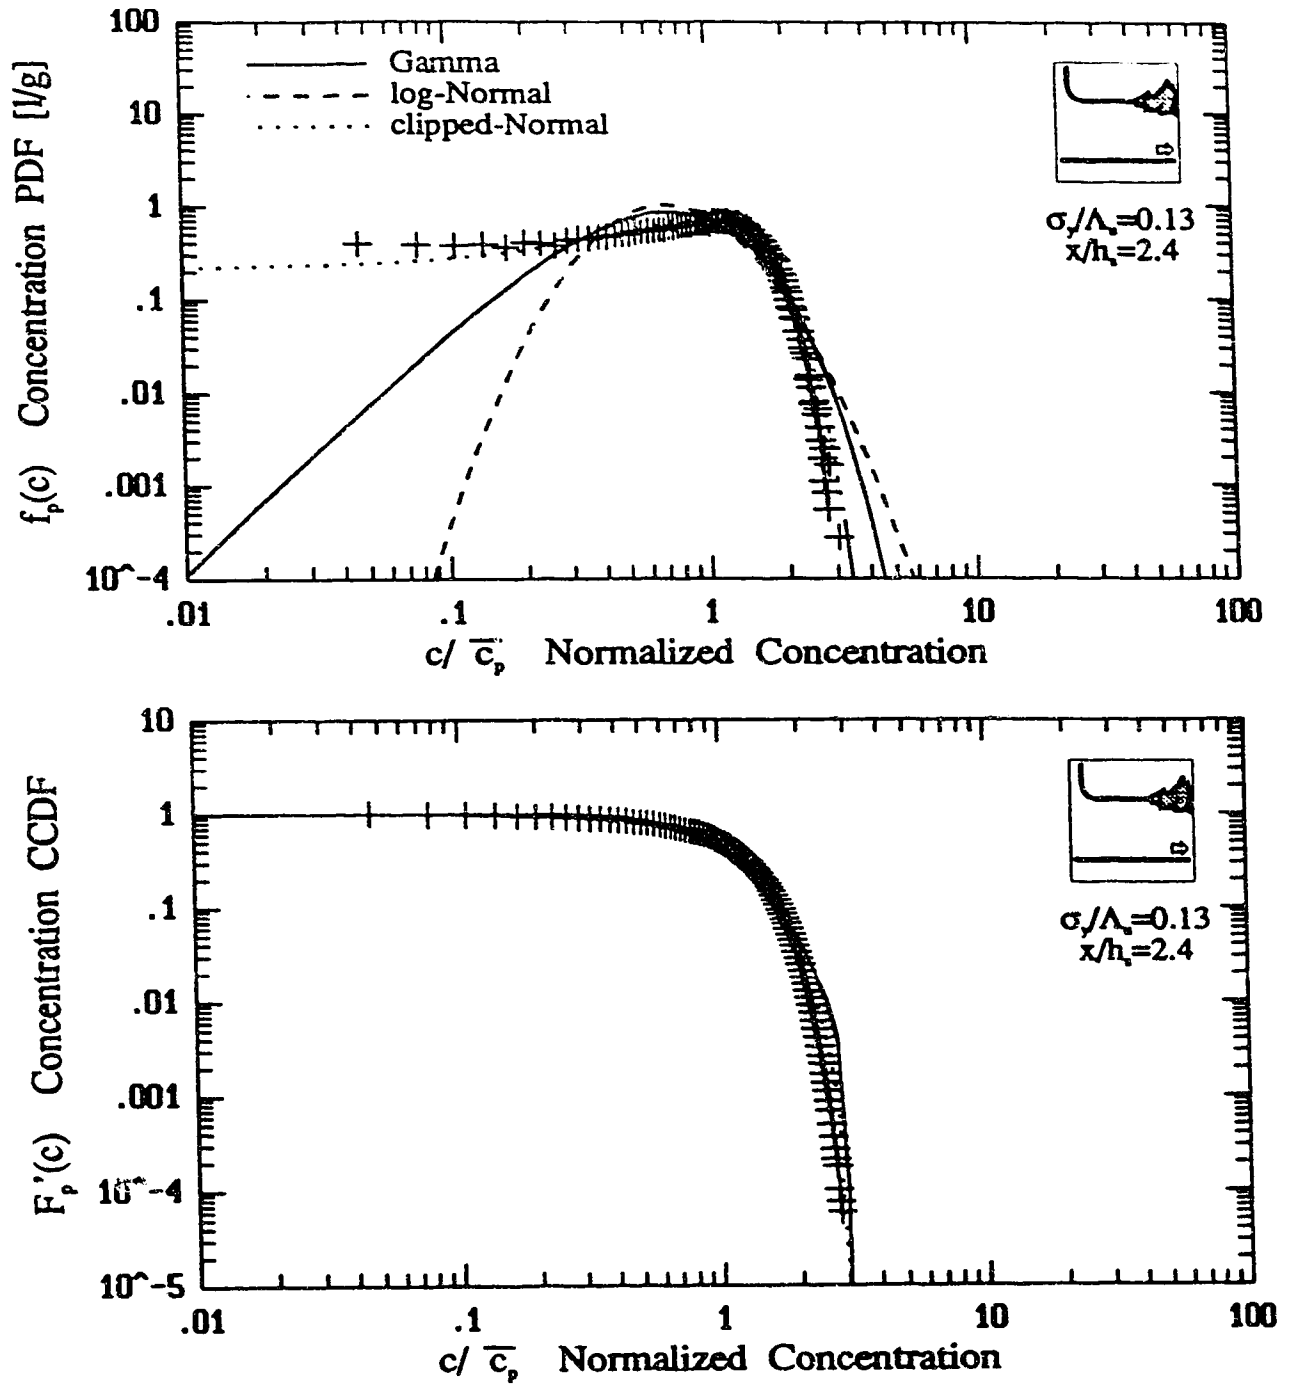 100
10
1
.1
.01
.001
10^-4
f_p(c) Concentration PDF [1/g]
Gamma
log-Normal
clipped-Normal
σ_y/Λ_s=0.13
x/h_s=2.4
.01 .1 1 10 100
c/ c̅_p Normalized Concentration
10
1
.1
.01
.001
10^-4
10^-5
F_p'(c) Concentration CCDF
σ_y/Λ_s=0.13
x/h_s=2.4
.01 .1 1 10 100
c/ c̅_p Normalized Concentration